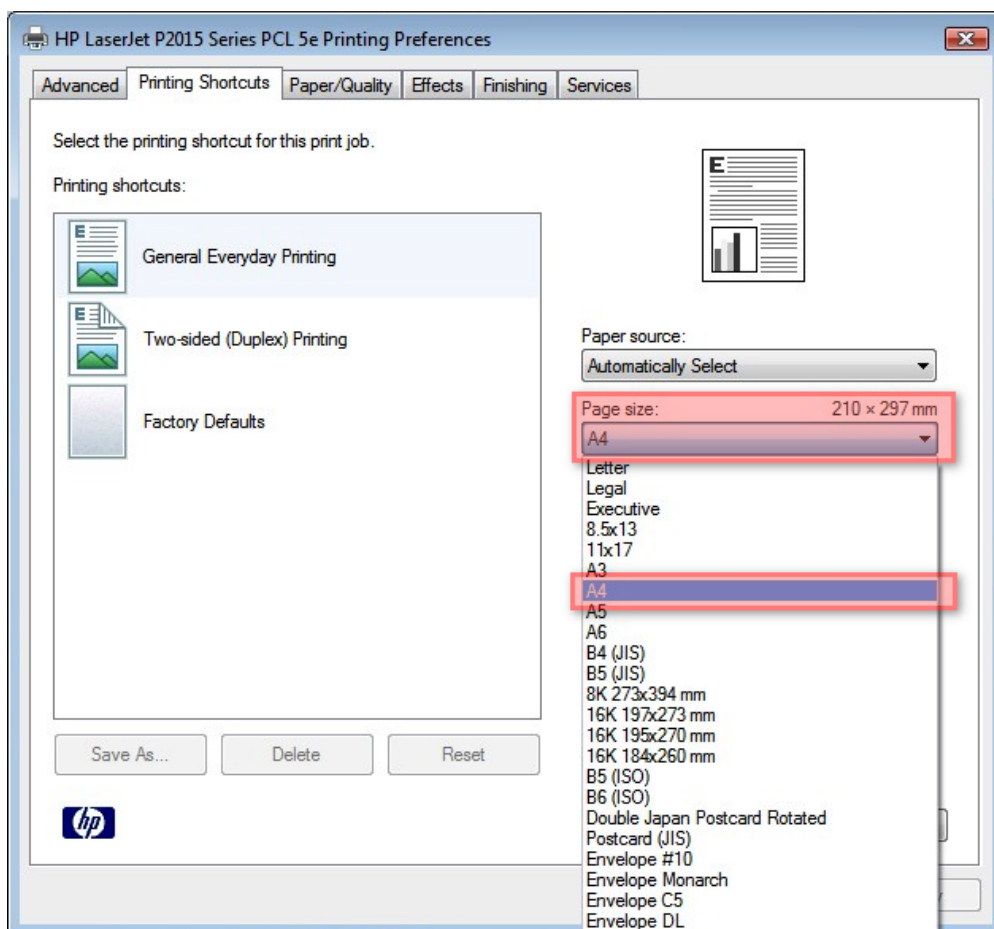 HP LaserJet P2015 Series PCL 5e Printing Preferences
Advanced Printing Shortcuts Paper/Quality Effects Finishing Services
Select the printing shortcut for this print job.
Printing shortcuts:
E
E
General Everyday Printing
E
Two-sided (Duplex) Printing
Factory Defaults
Paper source:
Automatically Select
Page size: 210 × 297 mm
A4
Letter
Legal
Executive
8.5x13
11x17
A3
A4
A5
A6
B4 (JIS)
B5 (JIS)
8K 273x394 mm
16K 197x273 mm
16K 195x270 mm
16K 184x260 mm
B5 (ISO)
B6 (ISO)
Double Japan Postcard Rotated
Postcard (JIS)
Envelope #10
Envelope Monarch
Envelope C5
Envelope DL
Save As... Delete Reset
hp